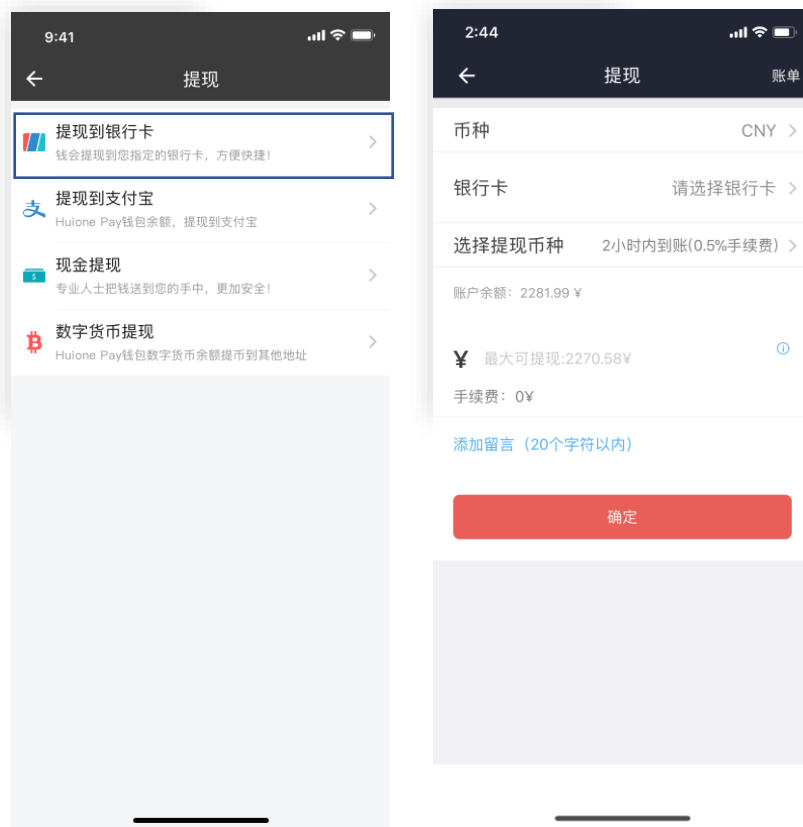 9:41
提现
提现到银行卡
钱会提现到您指定的银行卡，方便快捷！
提现到支付宝
Huione Pay钱包余额，提现到支付宝
现金提现
专业人士把钱送到您的手中，更加安全！
数字货币提现
Huione Pay钱包数字货币余额提币到其他地址
2:44
提现
账单
币种 CNY
银行卡 请选择银行卡
选择提现币种 2小时内到账(0.5%手续费)
账户余额：2281.99 ¥
¥ 最大可提现:2270.58¥
手续费：0¥
添加留言（20个字符以内）
确定